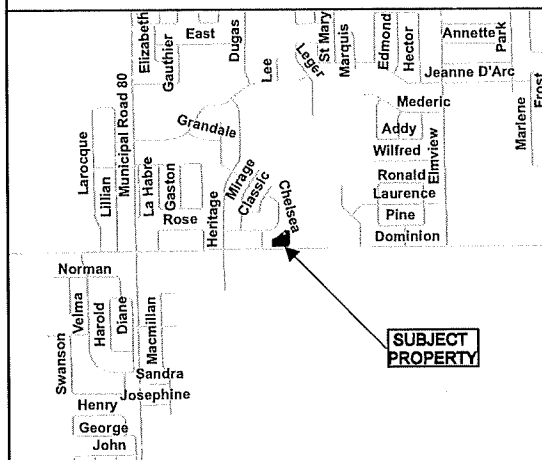 Elizabeth
Gauthier
East
Dugas
Lee
Leger
St Mary
Marquis
Edmond
Hector
Annette
Park
Jeanne D'Arc
Marlene
Frost
Municipal Road 80
Mederic
Grandale
Addy
Wilfred
Elmview
Larocque
Lillian
La Habre
Gaston
Rose
Heritage
Mirage
Classic
Chelsea
Ronald
Laurence
Pine
Dominion
Norman
Velma
Harold
Diane
Macmillan
Swanson
Sandra
Josephine
Henry
George
John
SUBJECT
PROPERTY